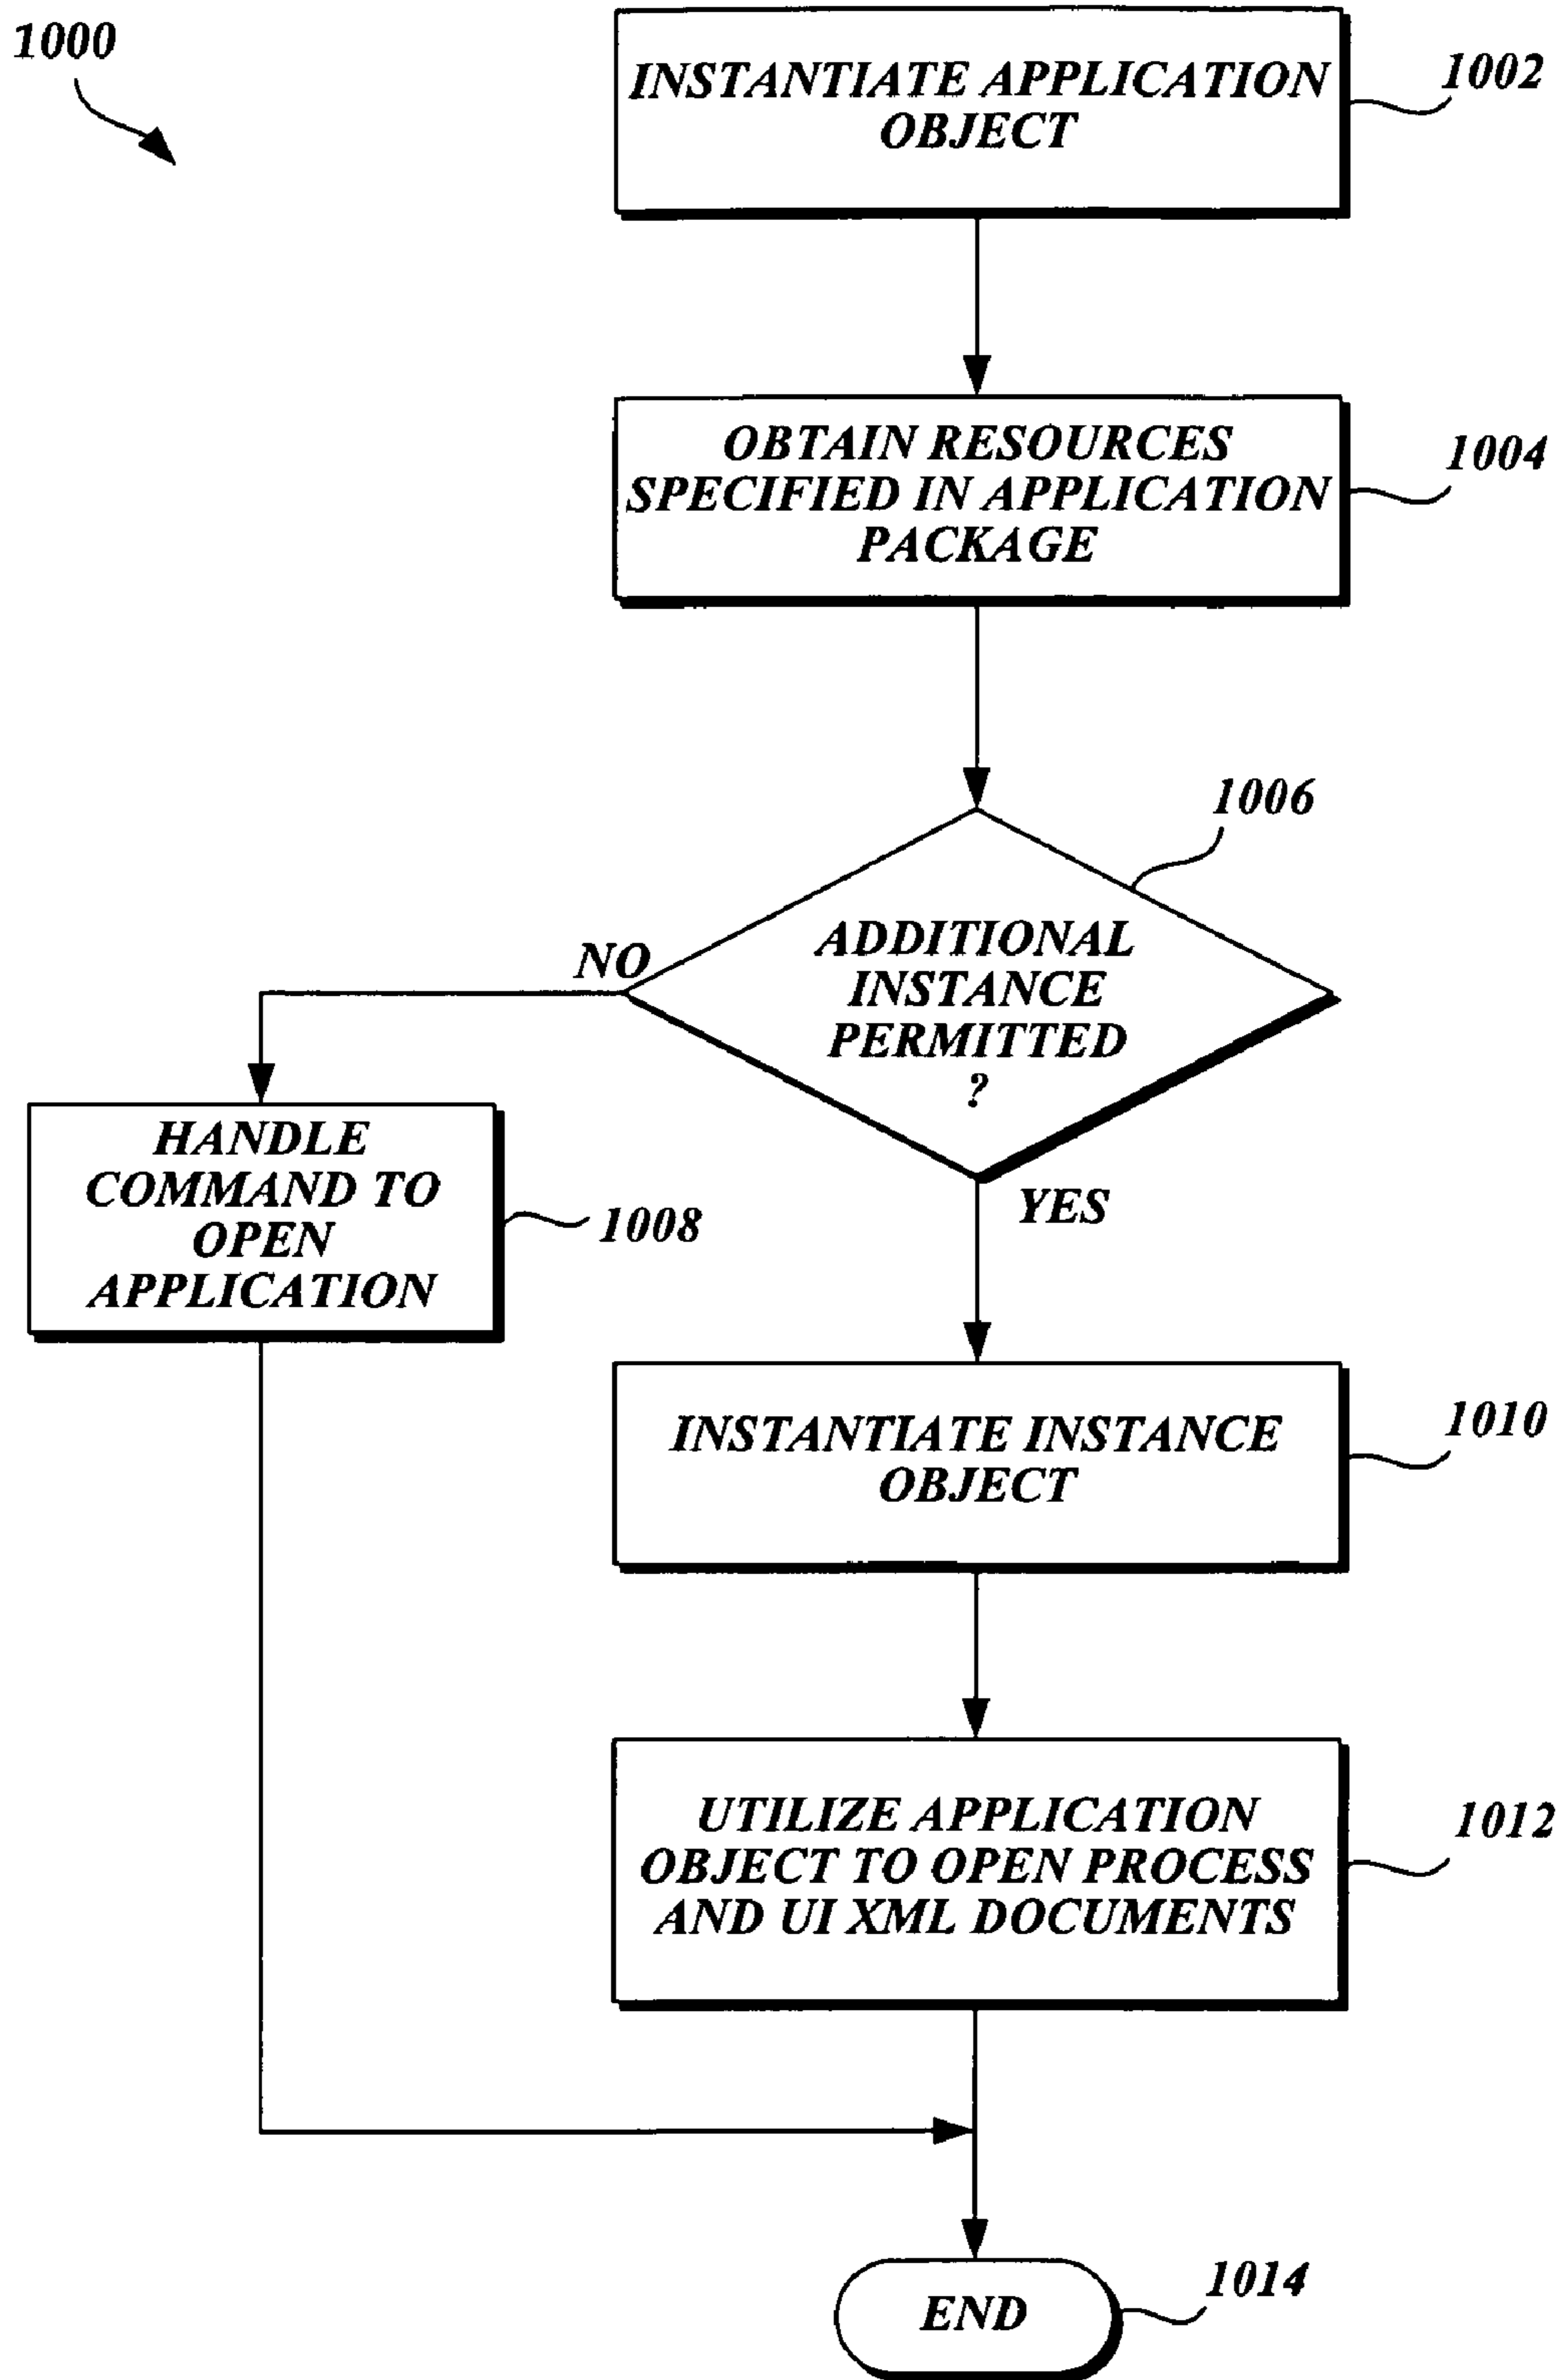 1000
INSTANTIATE APPLICATION
OBJECT
1002
OBTAIN RESOURCES
SPECIFIED IN APPLICATION
PACKAGE
1004
1006
ADDITIONAL
INSTANCE
PERMITTED
?
NO
YES
HANDLE
COMMAND TO
OPEN
APPLICATION
1008
INSTANTIATE INSTANCE
OBJECT
1010
UTILIZE APPLICATION
OBJECT TO OPEN PROCESS
AND UI XML DOCUMENTS
1012
END
1014